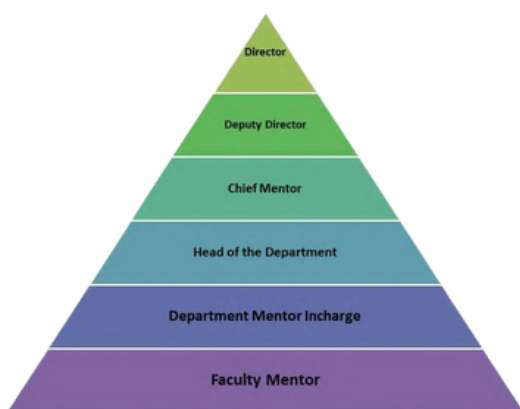 Director
Deputy Director
Chief Mentor
Head of the Department
Department Mentor Incharge
Faculty Mentor